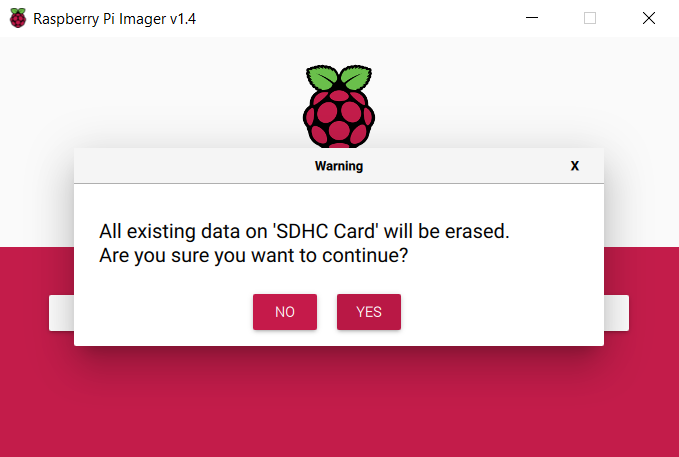 Raspberry Pi Imager v1.4
Warning X
All existing data on 'SDHC Card' will be erased.
Are you sure you want to continue?
NO YES